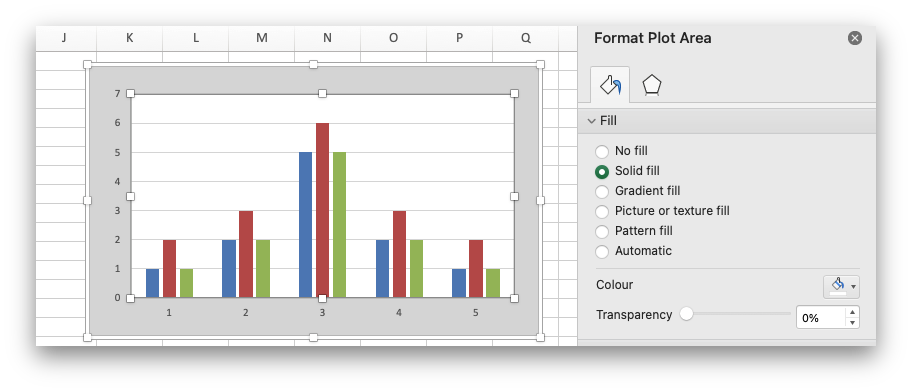 J K L M N O P Q
Format Plot Area
Fill
No fill
Solid fill
Gradient fill
Picture or texture fill
Pattern fill
Automatic
Colour
Transparency 0%
7
6
5
4
3
2
1
0
1 2 3 4 5